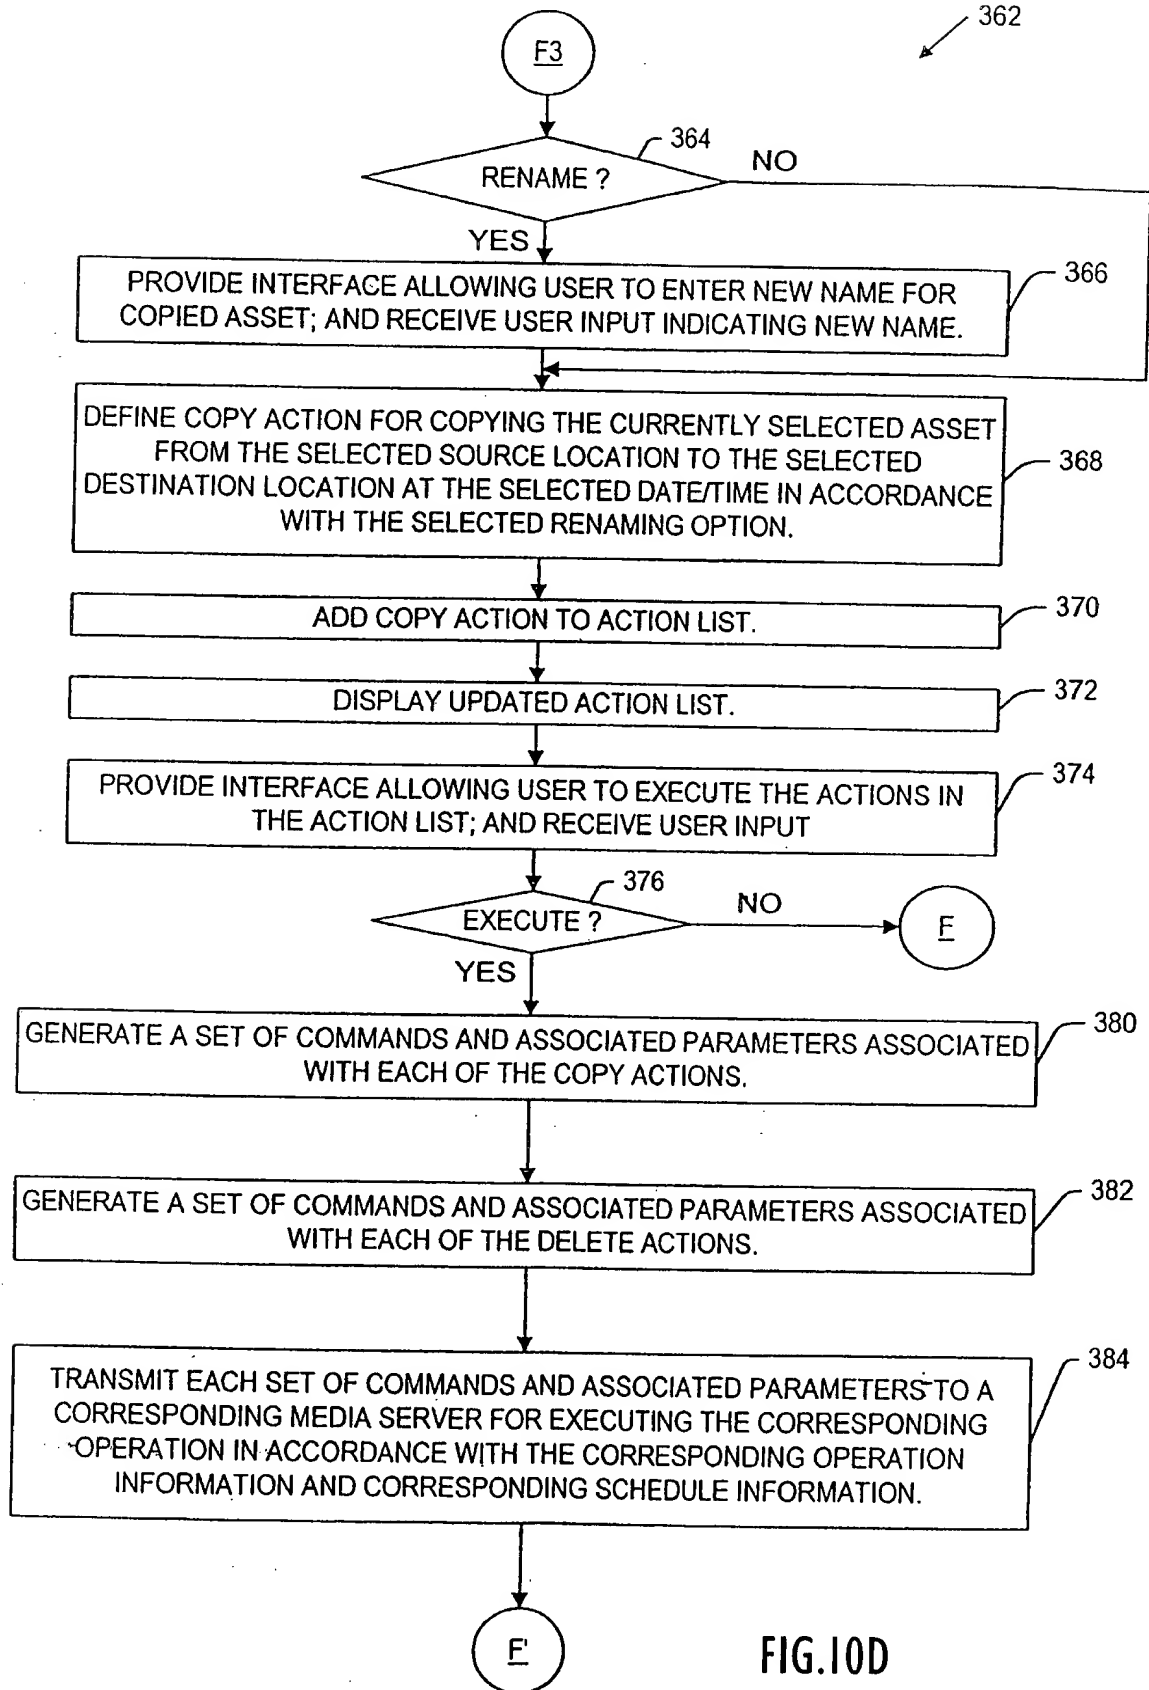 362
F3
364
RENAME ?
NO
YES
PROVIDE INTERFACE ALLOWING USER TO ENTER NEW NAME FOR
COPIED ASSET; AND RECEIVE USER INPUT INDICATING NEW NAME.
366
DEFINE COPY ACTION FOR COPYING THE CURRENTLY SELECTED ASSET
FROM THE SELECTED SOURCE LOCATION TO THE SELECTED
DESTINATION LOCATION AT THE SELECTED DATE/TIME IN ACCORDANCE
WITH THE SELECTED RENAMING OPTION.
368
ADD COPY ACTION TO ACTION LIST.
370
DISPLAY UPDATED ACTION LIST.
372
PROVIDE INTERFACE ALLOWING USER TO EXECUTE THE ACTIONS IN
THE ACTION LIST; AND RECEIVE USER INPUT
374
376
EXECUTE ?
NO
F
YES
GENERATE A SET OF COMMANDS AND ASSOCIATED PARAMETERS ASSOCIATED
WITH EACH OF THE COPY ACTIONS.
380
GENERATE A SET OF COMMANDS AND ASSOCIATED PARAMETERS ASSOCIATED
WITH EACH OF THE DELETE ACTIONS.
382
TRANSMIT EACH SET OF COMMANDS AND ASSOCIATED PARAMETERS TO A
CORRESPONDING MEDIA SERVER FOR EXECUTING THE CORRESPONDING
OPERATION IN ACCORDANCE WITH THE CORRESPONDING OPERATION
INFORMATION AND CORRESPONDING SCHEDULE INFORMATION.
384
F'
FIG.10D